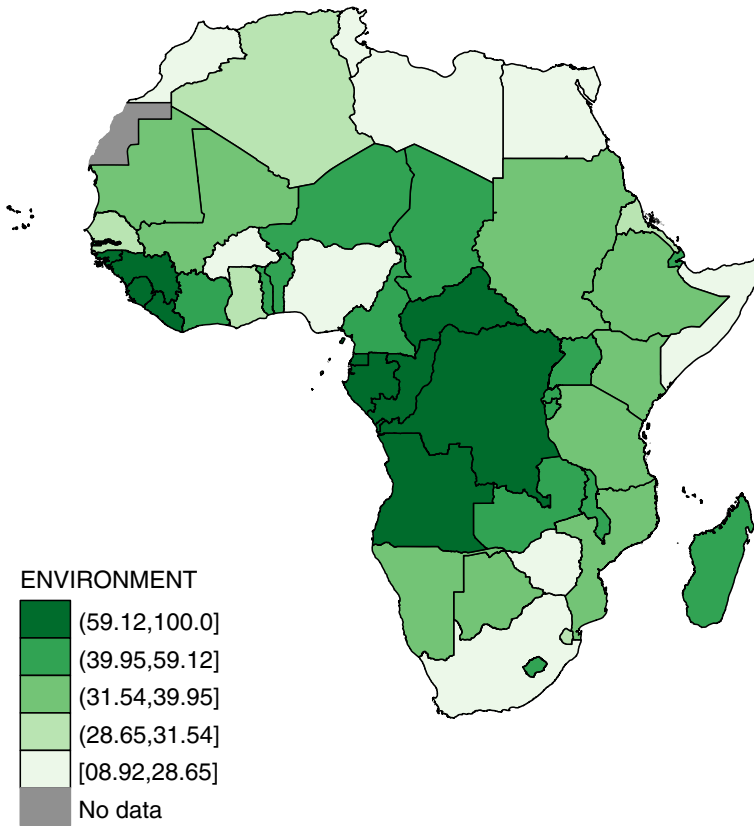 ENVIRONMENT
(59.12,100.0]
(39.95,59.12]
(31.54,39.95]
(28.65,31.54]
[08.92,28.65]
No data